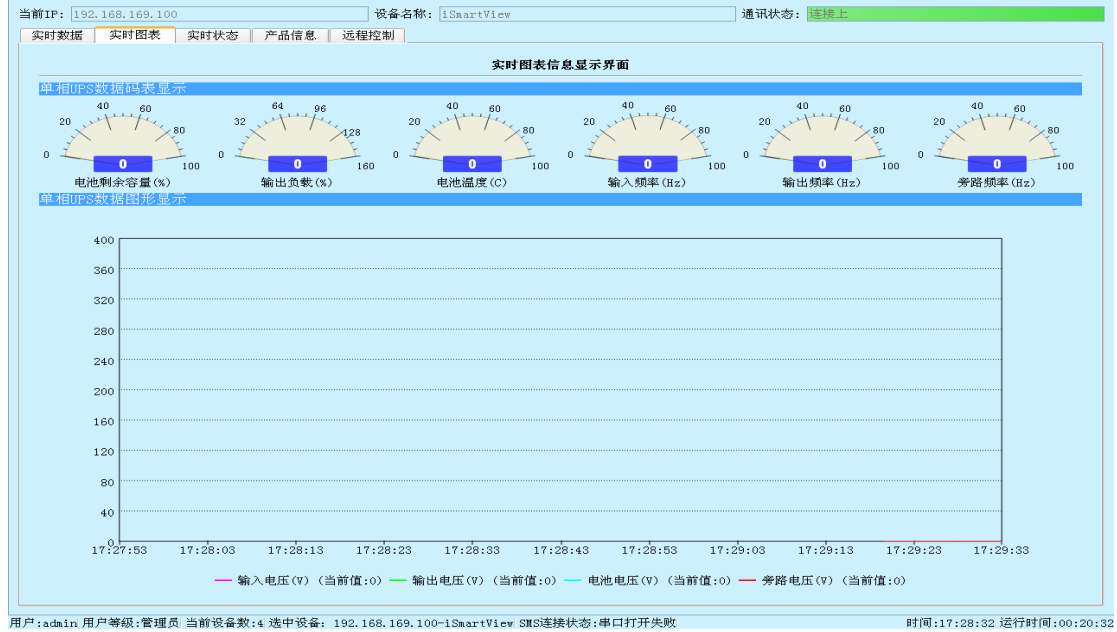 当前IP: 192.168.169.100 设备名称: iSmartView 通讯状态: 连接上
实时数据 实时图表 实时状态 产品信息 远程控制
实时图表信息显示界面
单相UPS数据码表显示
0 20 40 60 80 100 0 电池剩余容量(%)
0 32 64 96 128 160 0 输出负载(%)
0 20 40 60 80 100 0 电池温度(C)
0 20 40 60 80 100 0 输入频率(Hz)
0 20 40 60 80 100 0 输出频率(Hz)
0 20 40 60 80 100 0 旁路频率(Hz)
单相UPS数据图形显示
400
360
320
280
240
200
160
120
80
40
0
17:27:53 17:28:03 17:28:13 17:28:23 17:28:33 17:28:43 17:28:53 17:29:03 17:29:13 17:29:23 17:29:33
输入电压(V) (当前值:0) 输出电压(V) (当前值:0) 电池电压(V) (当前值:0) 旁路电压(V) (当前值:0)
用户:admin 用户等级:管理员 当前设备数:4 选中设备: 192.168.169.100-iSmartView SMS连接状态:串口打开失败 时间:17:28:32 运行时间:00:20:32